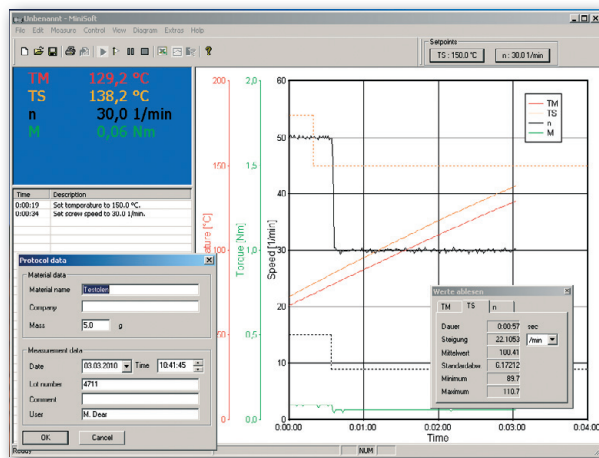 Unbenannt - MiniSoft
File Edit Measure Control View Diagram Extras Help
Setpoints
TS : 150.0 °C n : 30.0 1/min
TM 129,2 °C
TS 138,2 °C
n 30,0 1/min
M 0,06 Nm
Time Description
0:00:19 Set temperature to 150.0 °C.
0:00:34 Set screw speed to 30.0 1/min.
200
150
100
50
0
2,0
1,5
1,0
0,5
0,0
Torque [Nm]
60
50
40
30
20
10
0
Speed [1/min]
TM
TS
n
M
0:00:00 0:01:00 0:02:00 0:03:00 0:04:00
Time
Protocol data
Material data
Material name Testolen
Company
Mass 5.0 g
Measurement data
Date 03.03.2010 Time 10:41:45
Lot number 4711
Comment
User M. Dear
OK Cancel
Werte ablesen
TM TS n
Dauer 0:00:57 sec
Steigung 22.1053 /min
Mittelwert 100.41
Standardabw 6.17212
Minimum 89.7
Maximum 110.7
Ready NUM